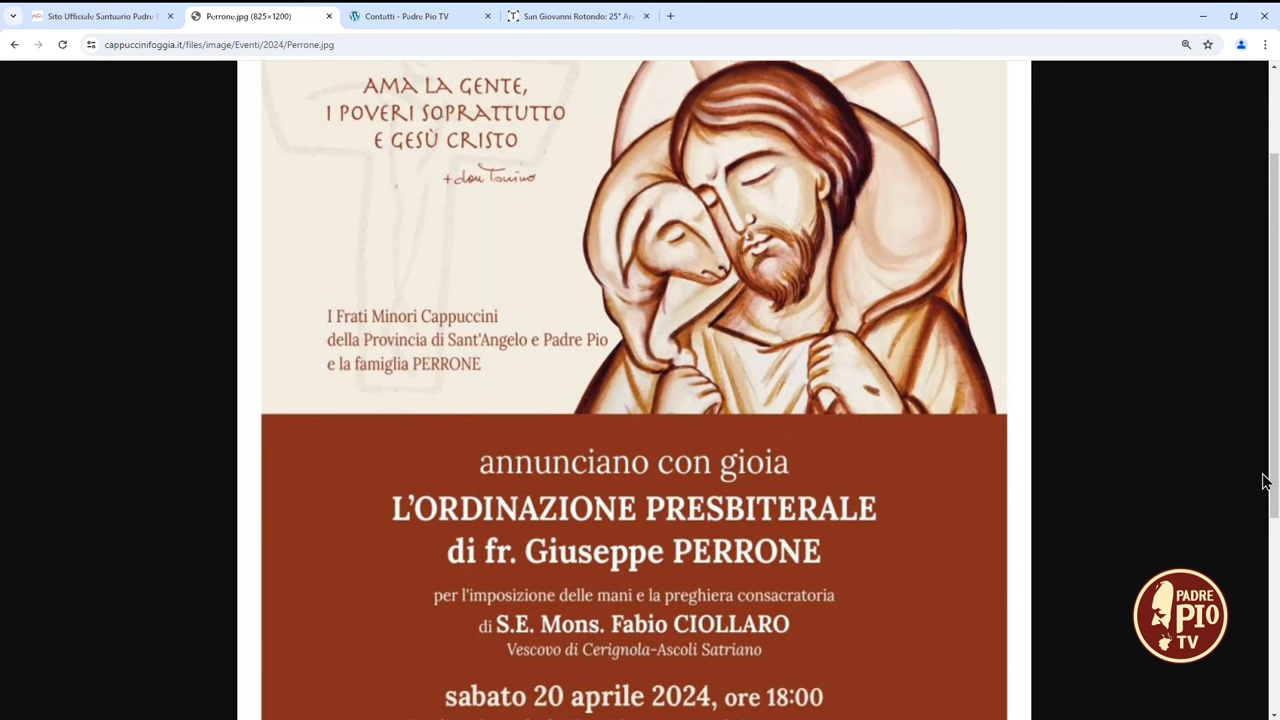 Sito Ufficiale Santuario Padre
Perrone.jpg (825×1200)
Contatti - Padre Pio TV
San Giovanni Rotondo: 25° An
cappuccinifoggia.it/files/image/Eventi/2024/Perrone.jpg
AMA LA GENTE,
I POVERI SOPRATTUTTO
E GESÙ CRISTO
+don Tonino
I Frati Minori Cappuccini
della Provincia di Sant'Angelo e Padre Pio
e la famiglia PERRONE
annunciano con gioia
L'ORDINAZIONE PRESBITERALE
di fr. Giuseppe PERRONE
per l'imposizione delle mani e la preghiera consacratoria
di S.E. Mons. Fabio CIOLLARO
Vescovo di Cerignola-Ascoli Satriano
sabato 20 aprile 2024, ore 18:00
PADRE
PIO
TV